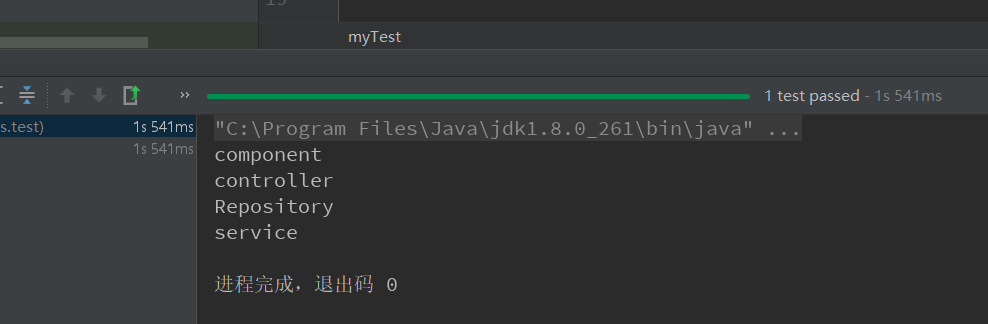 myTest
1 test passed - 1s 541ms
s.test) 1s 541ms
1s 541ms
"C:\Program Files\Java\jdk1.8.0_261\bin\java" ...
component
controller
Repository
service
进程完成，退出码 0